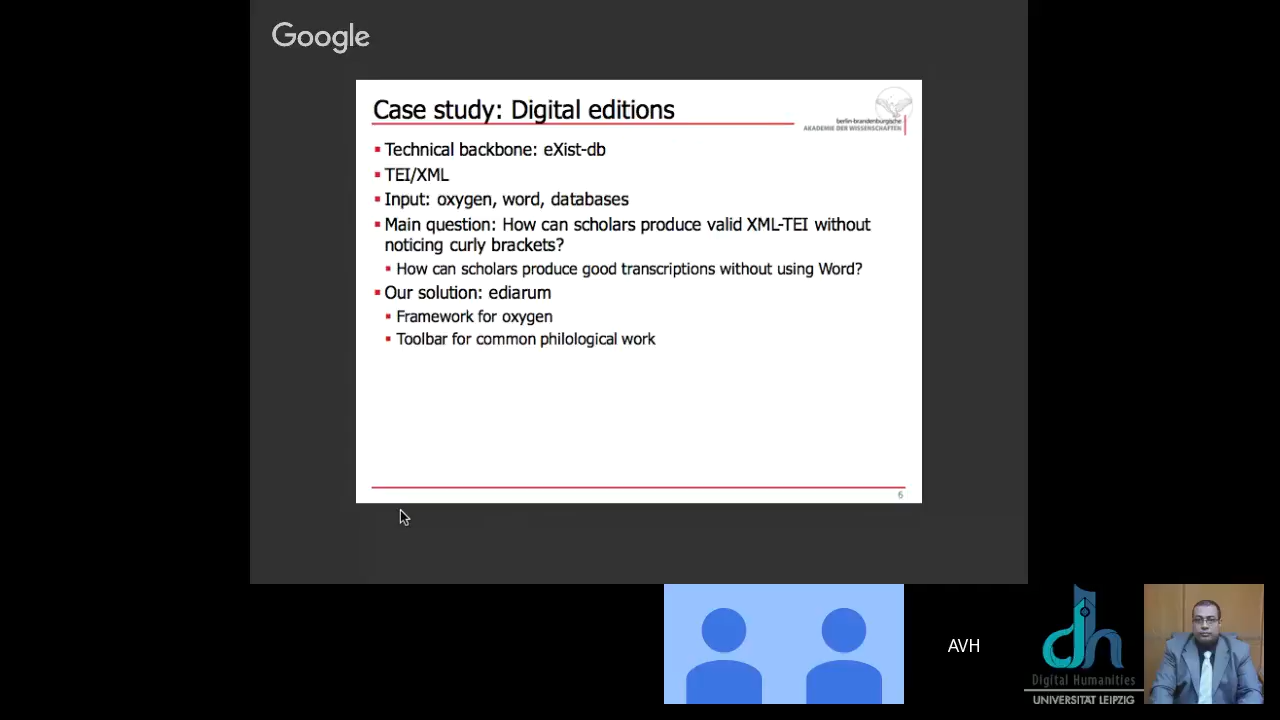 Google
Case study: Digital editions
berlin-brandenburgische
AKADEMIE DER WISSENSCHAFTEN
Technical backbone: eXist-db
TEI/XML
Input: oxygen, word, databases
Main question: How can scholars produce valid XML-TEI without
noticing curly brackets?
How can scholars produce good transcriptions without using Word?
Our solution: ediarum
Framework for oxygen
Toolbar for common philological work
6
AVH
dh
Digital Humanities
UNIVERSITÄT LEIPZIG